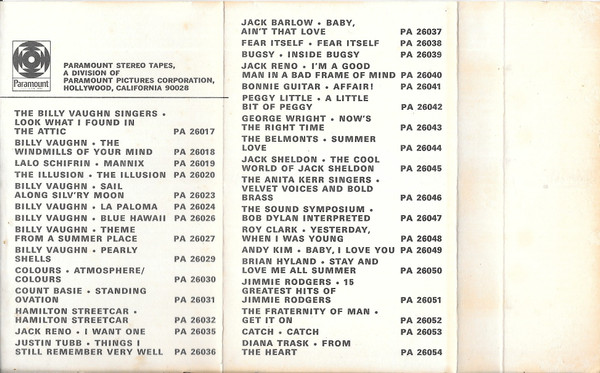 Paramount
PARAMOUNT STEREO TAPES,
A DIVISION OF
PARAMOUNT PICTURES CORPORATION,
HOLLYWOOD, CALIFORNIA 90028
THE BILLY VAUGHN SINGERS •
LOOK WHAT I FOUND IN
THE ATTIC PA 26017
BILLY VAUGHN • THE
WINDMILLS OF YOUR MIND PA 26018
LALO SCHIFRIN • MANNIX PA 26019
THE ILLUSION • THE ILLUSION PA 26020
BILLY VAUGHN • SAIL
ALONG SILV'RY MOON PA 26023
BILLY VAUGHN • LA PALOMA PA 26024
BILLY VAUGHN • BLUE HAWAII PA 26026
BILLY VAUGHN • THEME
FROM A SUMMER PLACE PA 26027
BILLY VAUGHN • PEARLY
SHELLS PA 26029
COLOURS • ATMOSPHERE/
COLOURS PA 26030
COUNT BASIE • STANDING
OVATION PA 26031
HAMILTON STREETCAR •
HAMILTON STREETCAR PA 26032
JACK RENO • I WANT ONE PA 26035
JUSTIN TUBB • THINGS I
STILL REMEMBER VERY WELL PA 26036
JACK BARLOW • BABY,
AIN'T THAT LOVE PA 26037
FEAR ITSELF • FEAR ITSELF PA 26038
BUGSY • INSIDE BUGSY PA 26039
JACK RENO • I'M A GOOD
MAN IN A BAD FRAME OF MIND PA 26040
BONNIE GUITAR • AFFAIR! PA 26041
PEGGY LITTLE • A LITTLE
BIT OF PEGGY PA 26042
GEORGE WRIGHT • NOW'S
THE RIGHT TIME PA 26043
THE BELMONTS • SUMMER
LOVE PA 26044
JACK SHELDON • THE COOL
WORLD OF JACK SHELDON PA 26045
THE ANITA KERR SINGERS •
VELVET VOICES AND BOLD
BRASS PA 26046
THE SOUND SYMPOSIUM •
BOB DYLAN INTERPRETED PA 26047
ROY CLARK • YESTERDAY,
WHEN I WAS YOUNG PA 26048
ANDY KIM • BABY, I LOVE YOU PA 26049
BRIAN HYLAND • STAY AND
LOVE ME ALL SUMMER PA 26050
JIMMIE RODGERS • 15
GREATEST HITS OF
JIMMIE RODGERS PA 26051
THE FRATERNITY OF MAN •
GET IT ON PA 26052
CATCH • CATCH PA 26053
DIANA TRASK • FROM
THE HEART PA 26054